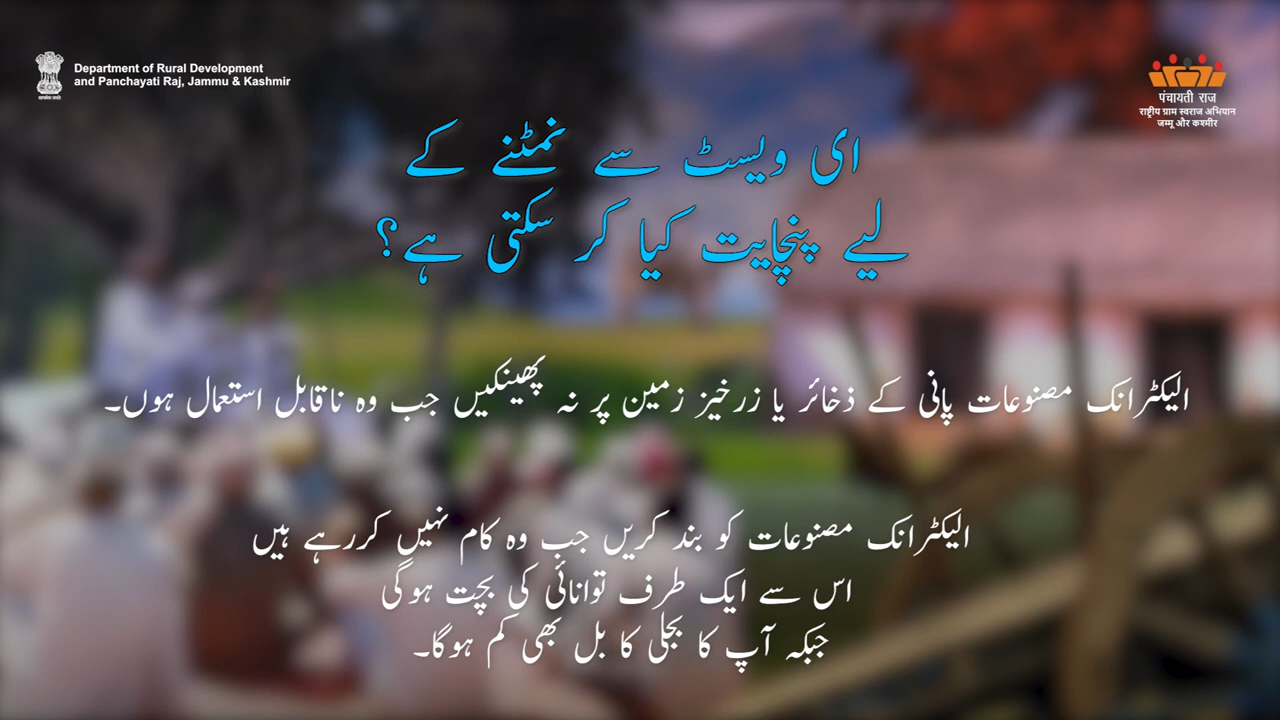 Department of Rural Development
and Panchayati Raj, Jammu & Kashmir
पंचायती राज
राष्ट्रीय ग्राम स्वराज अभियान
जम्मू और कश्मीर
ای ویسٹ سے نمٹنے کے
لیے پنچایت کیا کر سکتی ہے؟
الیکٹرانک مصنوعات پانی کے ذخائر یا زرخیز زمین پر نہ پھینکیں جب وہ ناقابل استعمال ہوں۔
الیکٹرانک مصنوعات کو بند کریں جب وہ کام نہیں کررہے ہیں
اس سے ایک طرف توانائی کی بچت ہوگی
جبکہ آپ کا بجلی کا بل بھی کم ہوگا۔